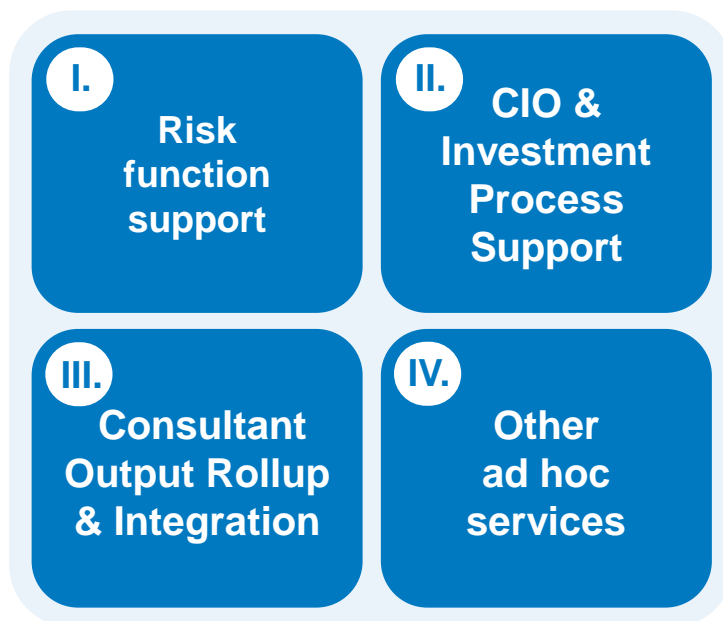 I.
Risk
function
support
II.
CIO &
Investment
Process
Support
III.
Consultant
Output Rollup
& Integration
IV.
Other
ad hoc
services